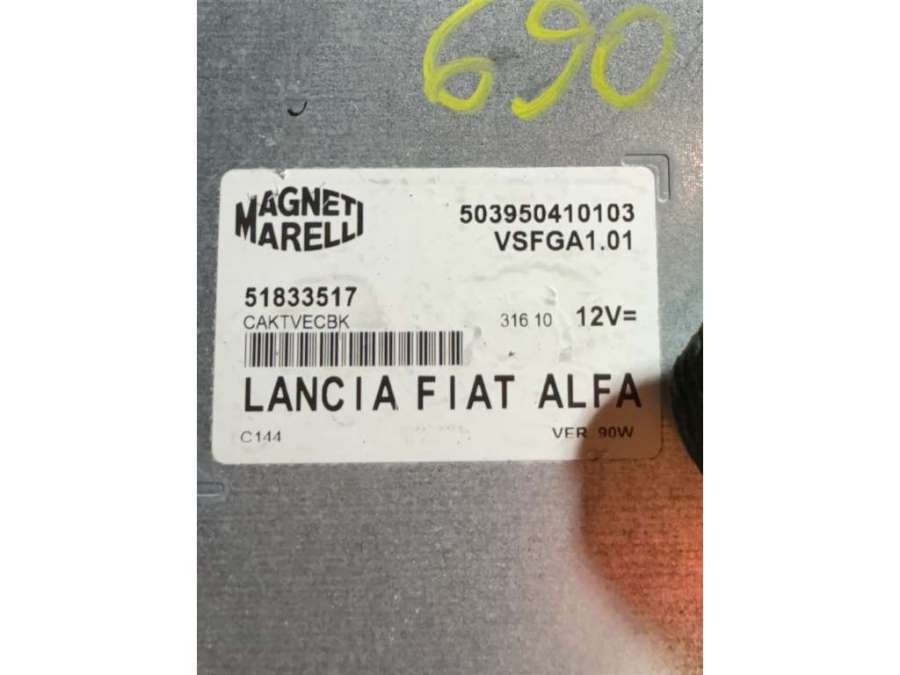 690
MAGNETI
MARELLI
503950410103
VSFGA1.01
51833517
CAKTVECBK
316 10 12V=
LANCIA FIAT ALFA
C144 VER 90W